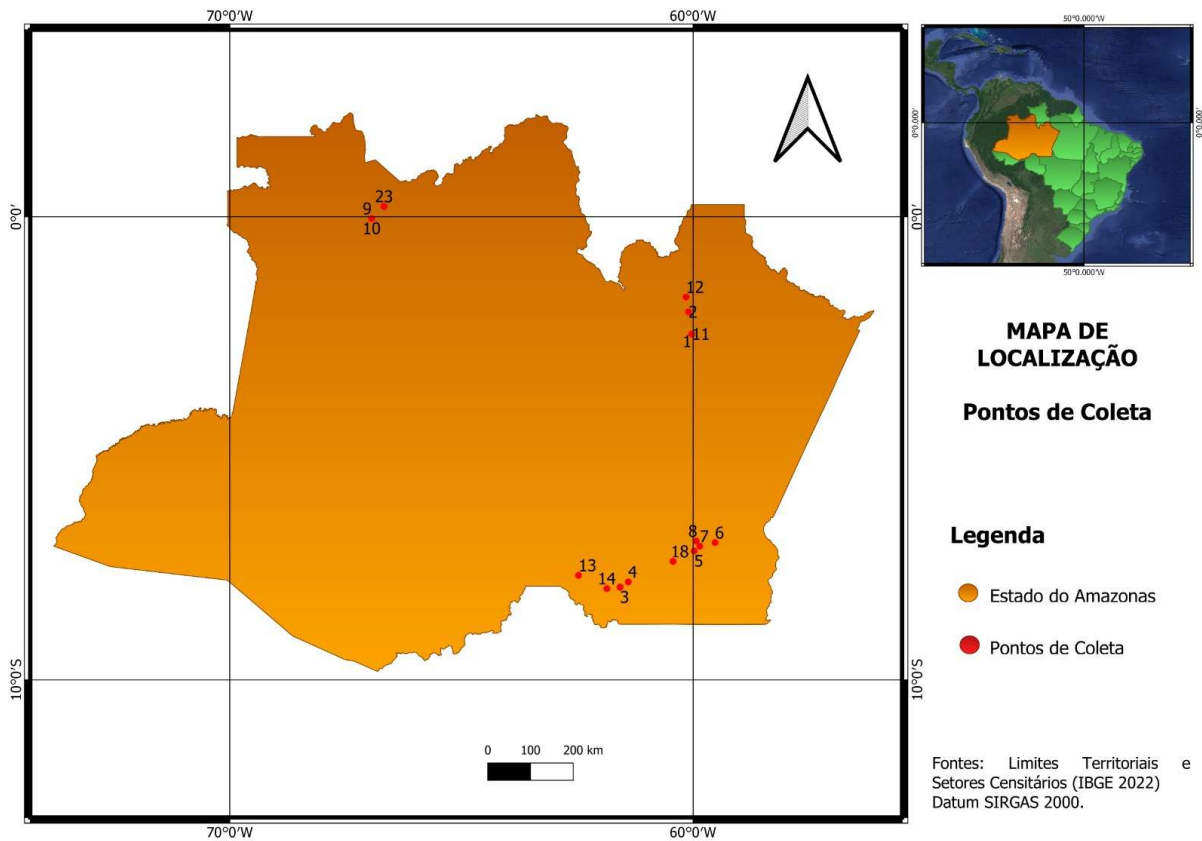 70°0'W
60°0'W
50°0.000'W
0°0'
0°0'
0°0.000'
0°0.000'
23
9
10
12
2
11
1
8
7
6
18
5
13
14
4
3
10°0'S
10°0'S
0 100 200 km
70°0'W
60°0'W
50°0.000'W
MAPA DE
LOCALIZAÇÃO
Pontos de Coleta
Legenda
Estado do Amazonas
Pontos de Coleta
Fontes: Limites Territoriais e
Setores Censitários (IBGE 2022)
Datum SIRGAS 2000.